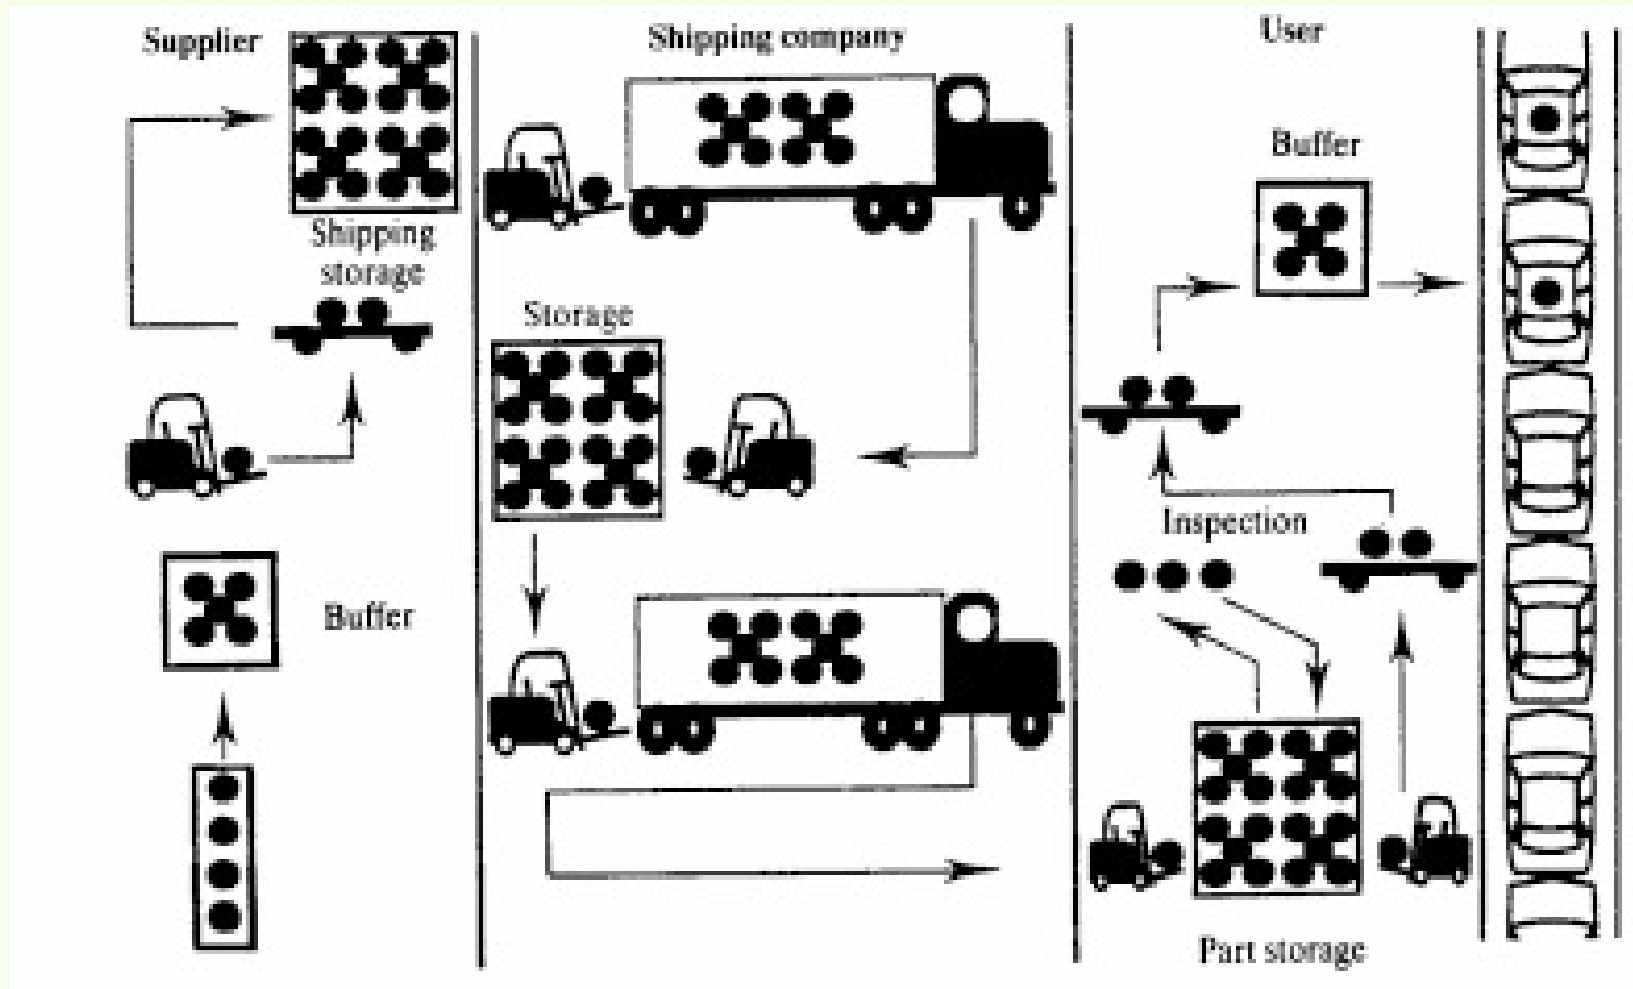 Supplier
Shipping
storage
Buffer
Shipping company
Storage
User
Buffer
Inspection
Part storage